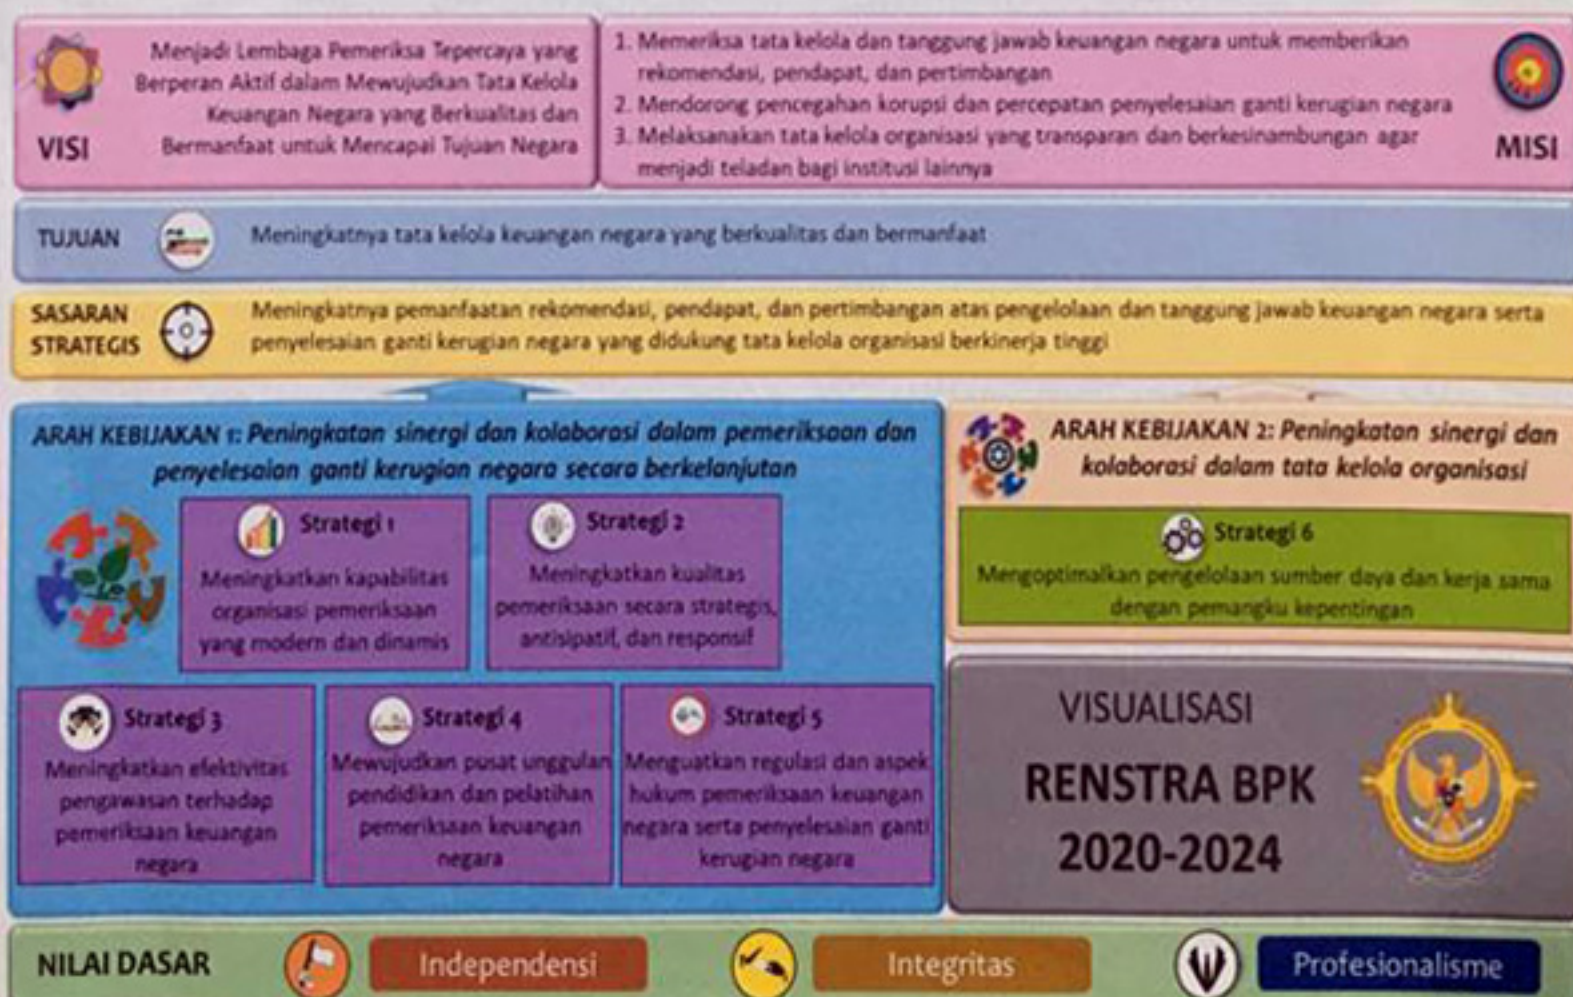 VISI
Menjadi Lembaga Pemeriksa Tepercaya yang
Berperan Aktif dalam Mewujudkan Tata Kelola
Keuangan Negara yang Berkualitas dan
Bermanfaat untuk Mencapai Tujuan Negara
1. Memeriksa tata kelola dan tanggung jawab keuangan negara untuk memberikan
rekomendasi, pendapat, dan pertimbangan
2. Mendorong pencegahan korupsi dan percepatan penyelesaian ganti kerugian negara
3. Melaksanakan tata kelola organisasi yang transparan dan berkesinambungan agar
menjadi teladan bagi institusi lainnya
MISI
TUJUAN
Meningkatnya tata kelola keuangan negara yang berkualitas dan bermanfaat
SASARAN
STRATEGIS
Meningkatnya pemanfaatan rekomendasi, pendapat, dan pertimbangan atas pengelolaan dan tanggung jawab keuangan negara serta
penyelesaian ganti kerugian negara yang didukung tata kelola organisasi berkinerja tinggi
ARAH KEBIJAKAN 1: Peningkatan sinergi dan kolaborasi dalam pemeriksaan dan
penyelesaian ganti kerugian negara secara berkelanjutan
Strategi 1
Meningkatkan kapabilitas
organisasi pemeriksaan
yang modern dan dinamis
Strategi 2
Meningkatkan kualitas
pemeriksaan secara strategis,
antisipatif, dan responsif
Strategi 3
Meningkatkan efektivitas
pengawasan terhadap
pemeriksaan keuangan
negara
Strategi 4
Mewujudkan pusat unggulan
pendidikan dan pelatihan
pemeriksaan keuangan
negara
Strategi 5
Menguatkan regulasi dan aspek
hukum pemeriksaan keuangan
negara serta penyelesaian ganti
kerugian negara
ARAH KEBIJAKAN 2: Peningkatan sinergi dan
kolaborasi dalam tata kelola organisasi
Strategi 6
Mengoptimalkan pengelolaan sumber daya dan kerja sama
dengan pemangku kepentingan
VISUALISASI
RENSTRA BPK
2020-2024
NILAI DASAR
Independensi
Integritas
Profesionalisme